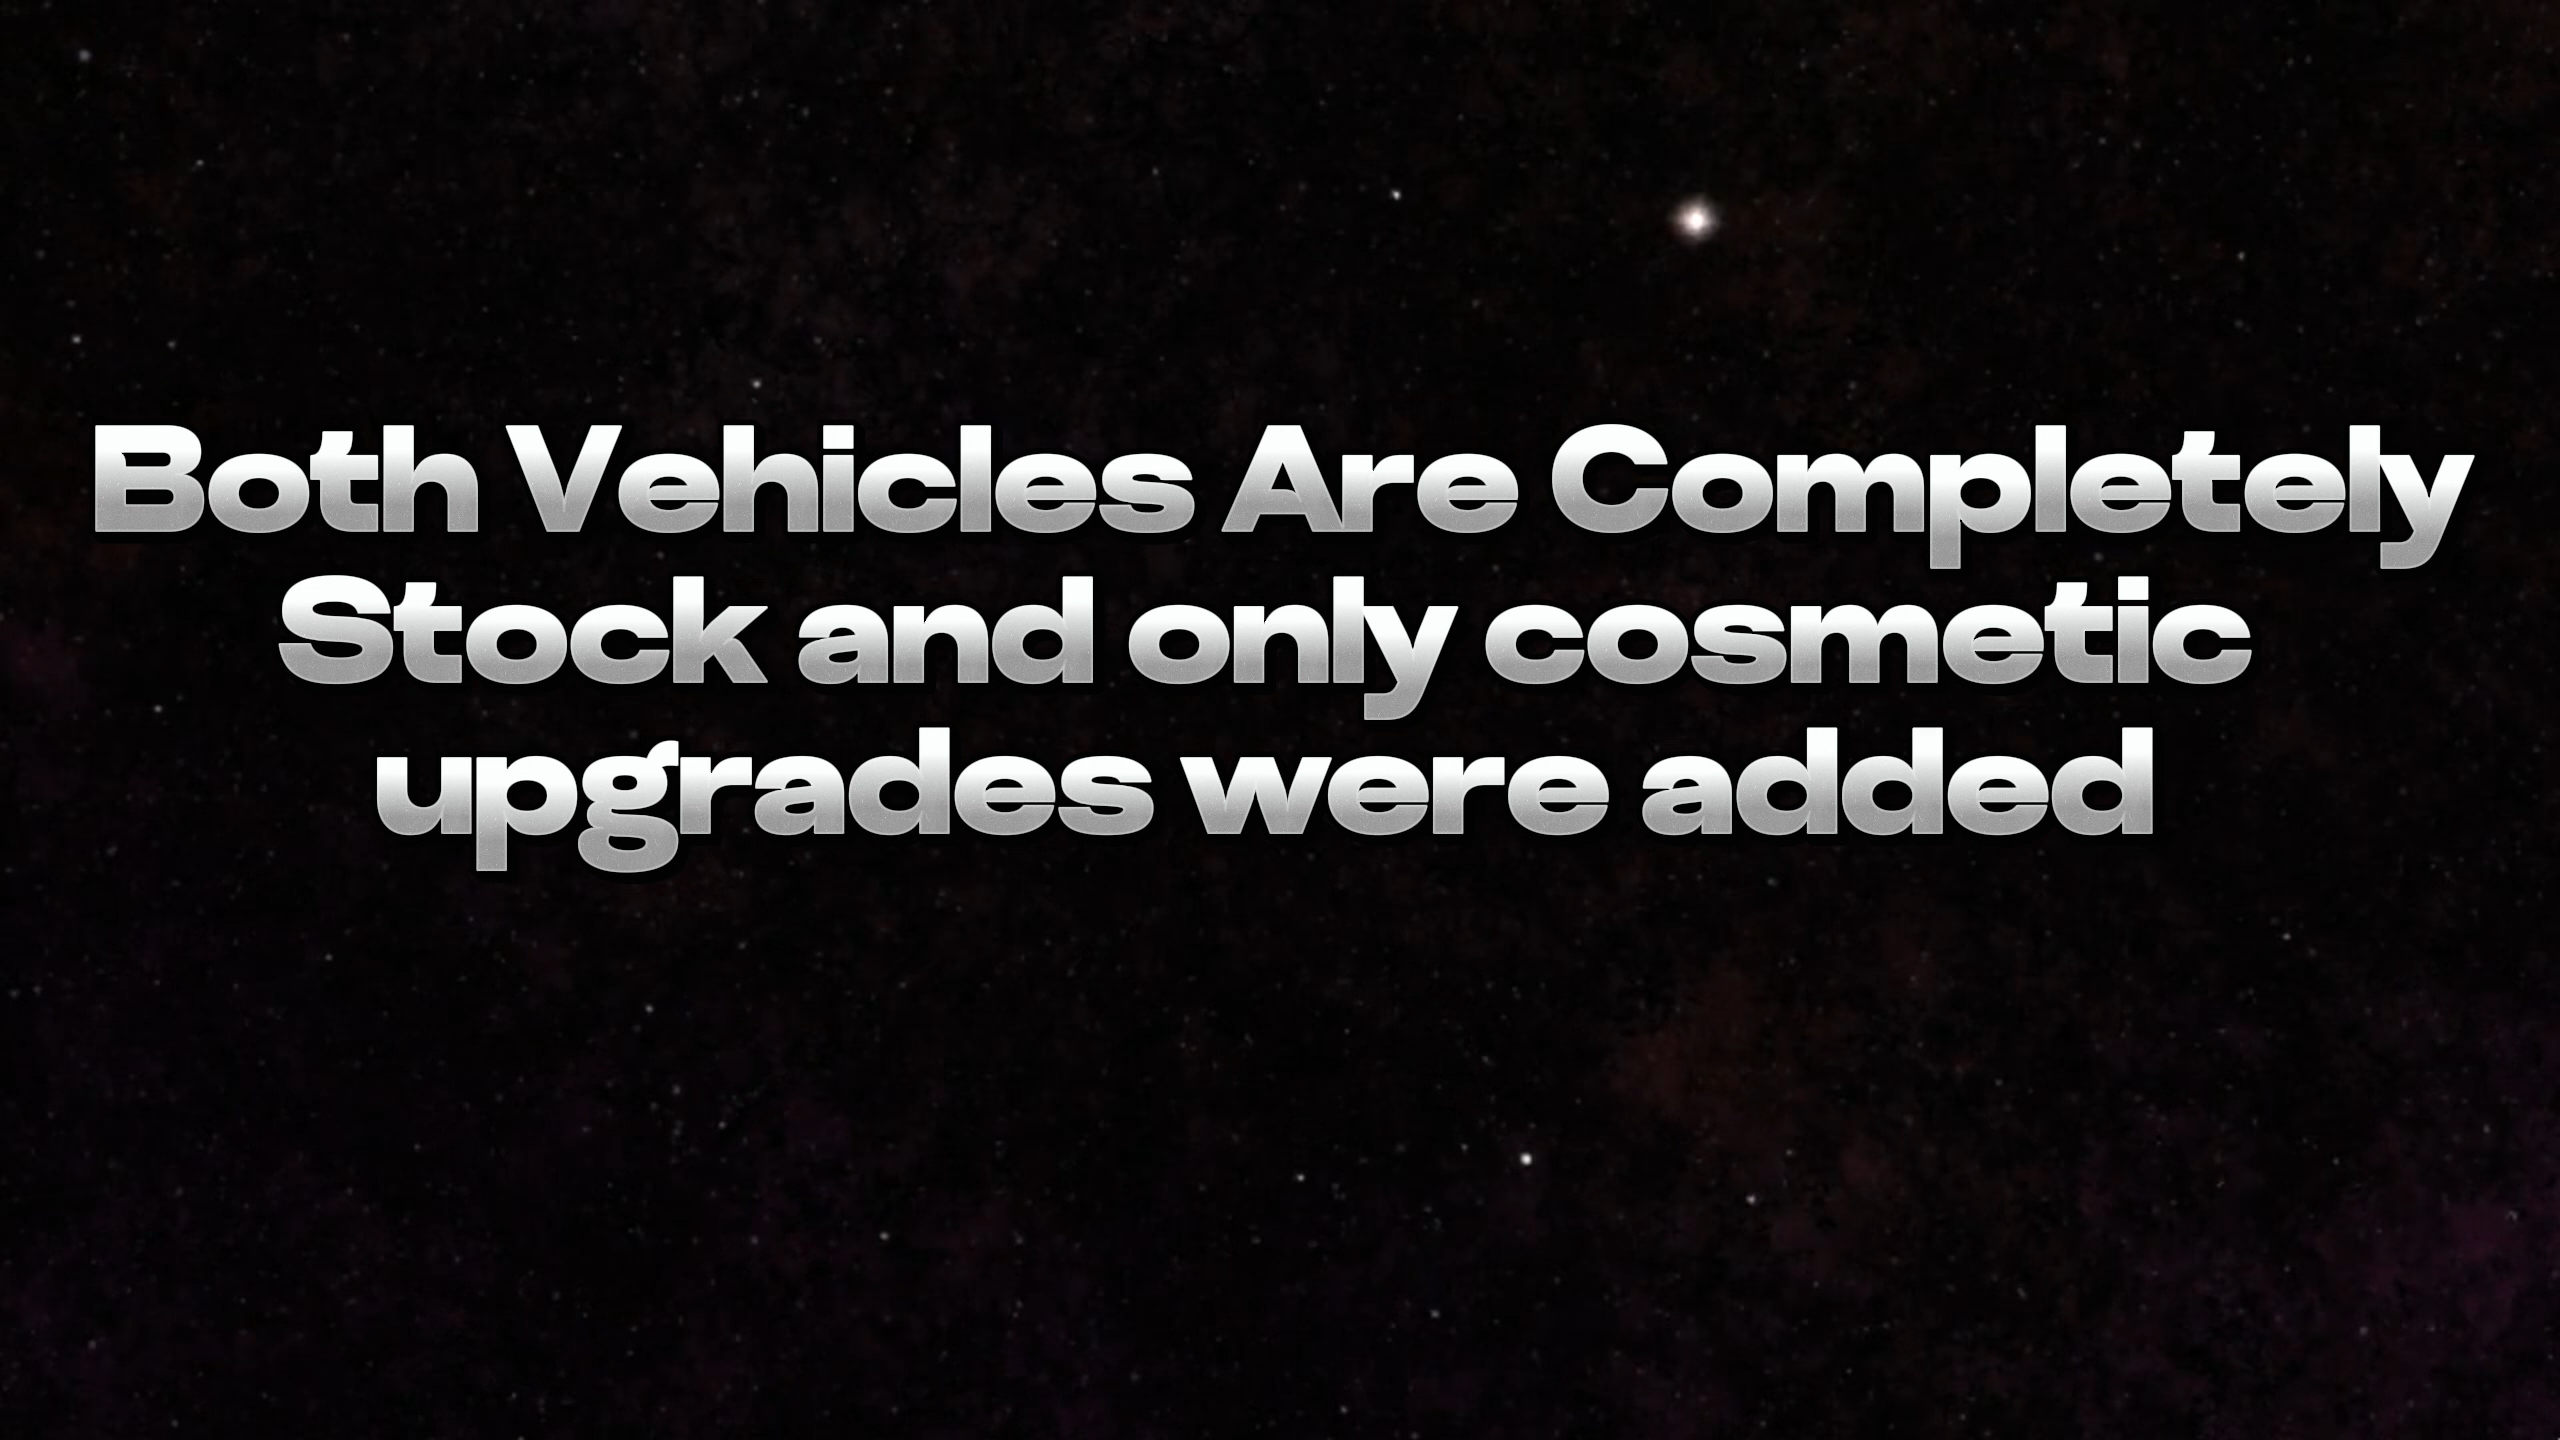 Both Vehicles Are Completely
Stock and only cosmetic
upgrades were added